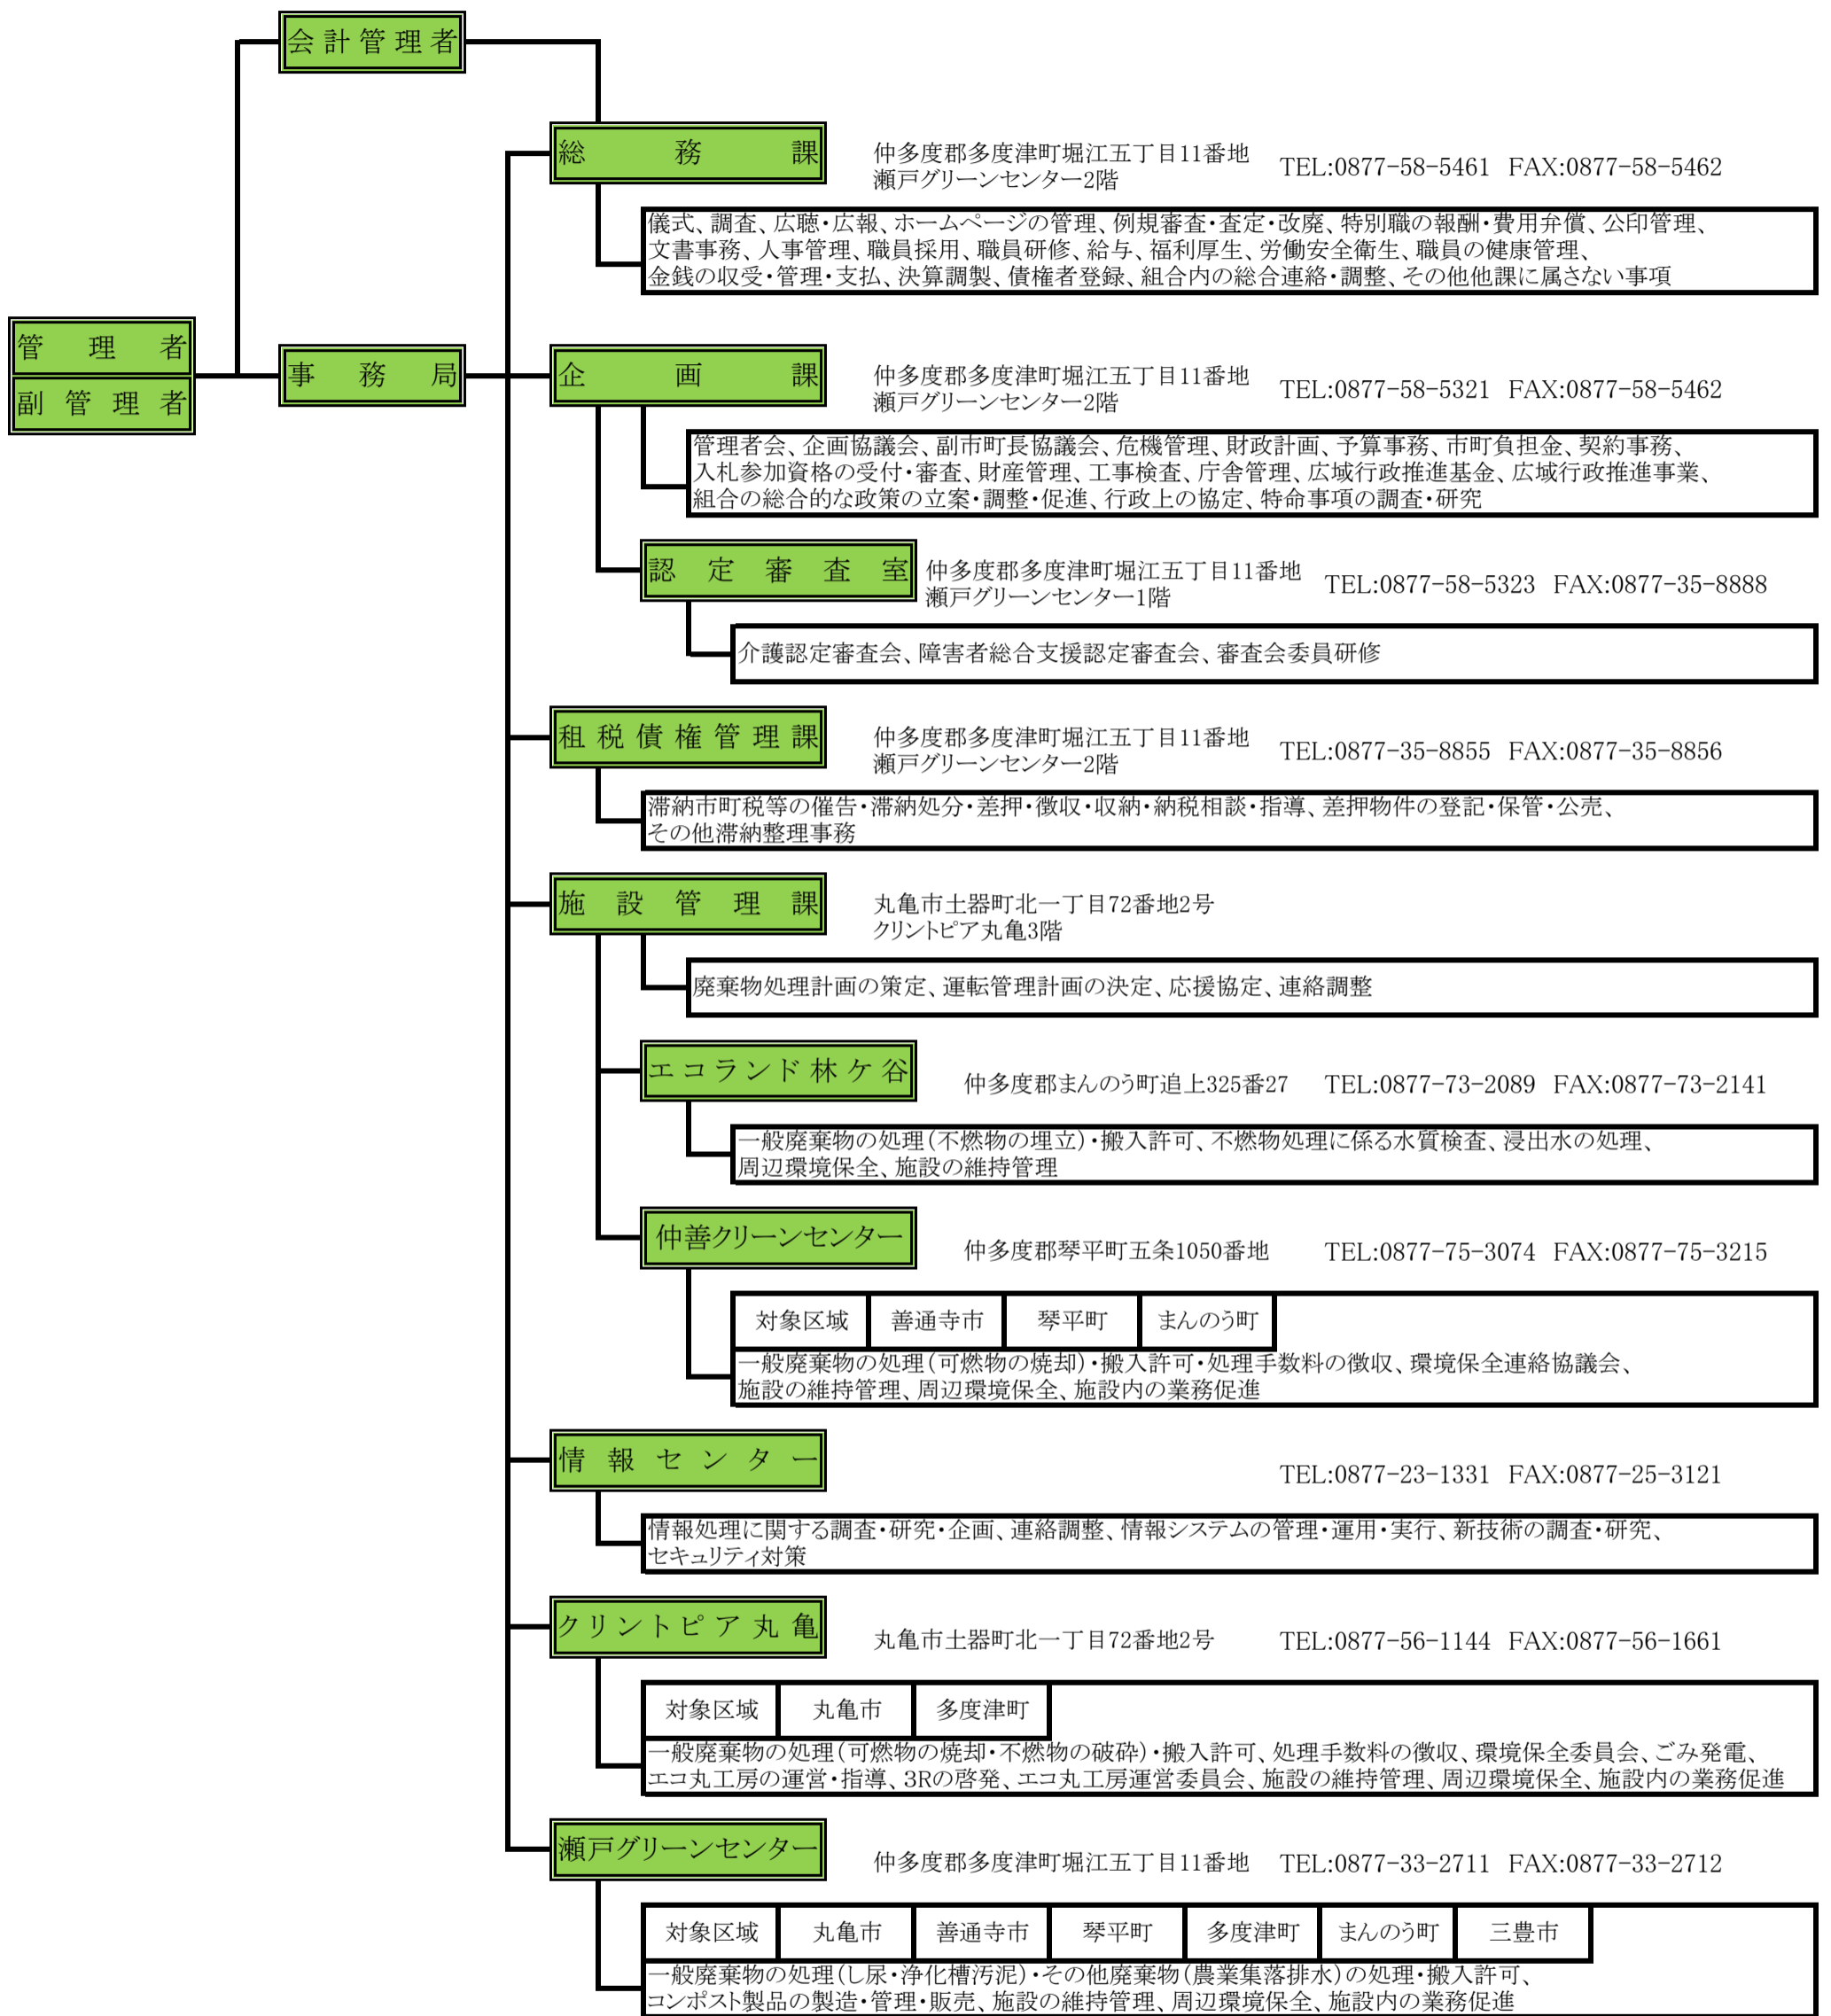 会計管理者
総務課
仲多度郡多度津町堀江五丁目11番地
瀬戸グリーンセンター2階
TEL:0877-58-5461 FAX:0877-58-5462
儀式、調査、広聴・広報、ホームページの管理、例規審査・査定・改廃、特別職の報酬・費用弁償、公印管理、
文書事務、人事管理、職員採用、職員研修、給与、福利厚生、労働安全衛生、職員の健康管理、
金銭の収受・管理・支払、決算調製、債権者登録、組合内の総合連絡・調整、その他他課に属さない事項
管理者
副管理者
事務局
企画課
仲多度郡多度津町堀江五丁目11番地
瀬戸グリーンセンター2階
TEL:0877-58-5321 FAX:0877-58-5462
管理者会、企画協議会、副市町長協議会、危機管理、財政計画、予算事務、市町負担金、契約事務、
入札参加資格の受付・審査、財産管理、工事検査、庁舎管理、広域行政推進基金、広域行政推進事業、
組合の総合的な政策の立案・調整・促進、行政上の協定、特命事項の調査・研究
認定審査室
仲多度郡多度津町堀江五丁目11番地
瀬戸グリーンセンター1階
TEL:0877-58-5323 FAX:0877-35-8888
介護認定審査会、障害者総合支援認定審査会、審査会委員研修
租税債権管理課
仲多度郡多度津町堀江五丁目11番地
瀬戸グリーンセンター2階
TEL:0877-35-8855 FAX:0877-35-8856
滞納市町税等の催告・滞納処分・差押・徴収・収納・納税相談・指導、差押物件の登記・保管・公売、
その他滞納整理事務
施設管理課
丸亀市土器町北一丁目72番地2号
クリントピア丸亀3階
廃棄物処理計画の策定、運転管理計画の決定、応援協定、連絡調整
エコランド林ケ谷
仲多度郡まんのう町追上325番27
TEL:0877-73-2089 FAX:0877-73-2141
一般廃棄物の処理(不燃物の埋立)・搬入許可、不燃物処理に係る水質検査、浸出水の処理、
周辺環境保全、施設の維持管理
仲善クリーンセンター
仲多度郡琴平町五条1050番地
TEL:0877-75-3074 FAX:0877-75-3215
対象区域 善通寺市 琴平町 まんのう町
一般廃棄物の処理(可燃物の焼却)・搬入許可・処理手数料の徴収、環境保全連絡協議会、
施設の維持管理、周辺環境保全、施設内の業務促進
情報センター
TEL:0877-23-1331 FAX:0877-25-3121
情報処理に関する調査・研究・企画、連絡調整、情報システムの管理・運用・実行、新技術の調査・研究、
セキュリティ対策
クリントピア丸亀
丸亀市土器町北一丁目72番地2号
TEL:0877-56-1144 FAX:0877-56-1661
対象区域 丸亀市 多度津町
一般廃棄物の処理(可燃物の焼却・不燃物の破砕)・搬入許可、処理手数料の徴収、環境保全委員会、ごみ発電、
エコ丸工房の運営・指導、3Rの啓発、エコ丸工房運営委員会、施設の維持管理、周辺環境保全、施設内の業務促進
瀬戸グリーンセンター
仲多度郡多度津町堀江五丁目11番地
TEL:0877-33-2711 FAX:0877-33-2712
対象区域 丸亀市 善通寺市 琴平町 多度津町 まんのう町 三豊市
一般廃棄物の処理(し尿・浄化槽汚泥)・その他廃棄物(農業集落排水)の処理・搬入許可、
コンポスト製品の製造・管理・販売、施設の維持管理、周辺環境保全、施設内の業務促進